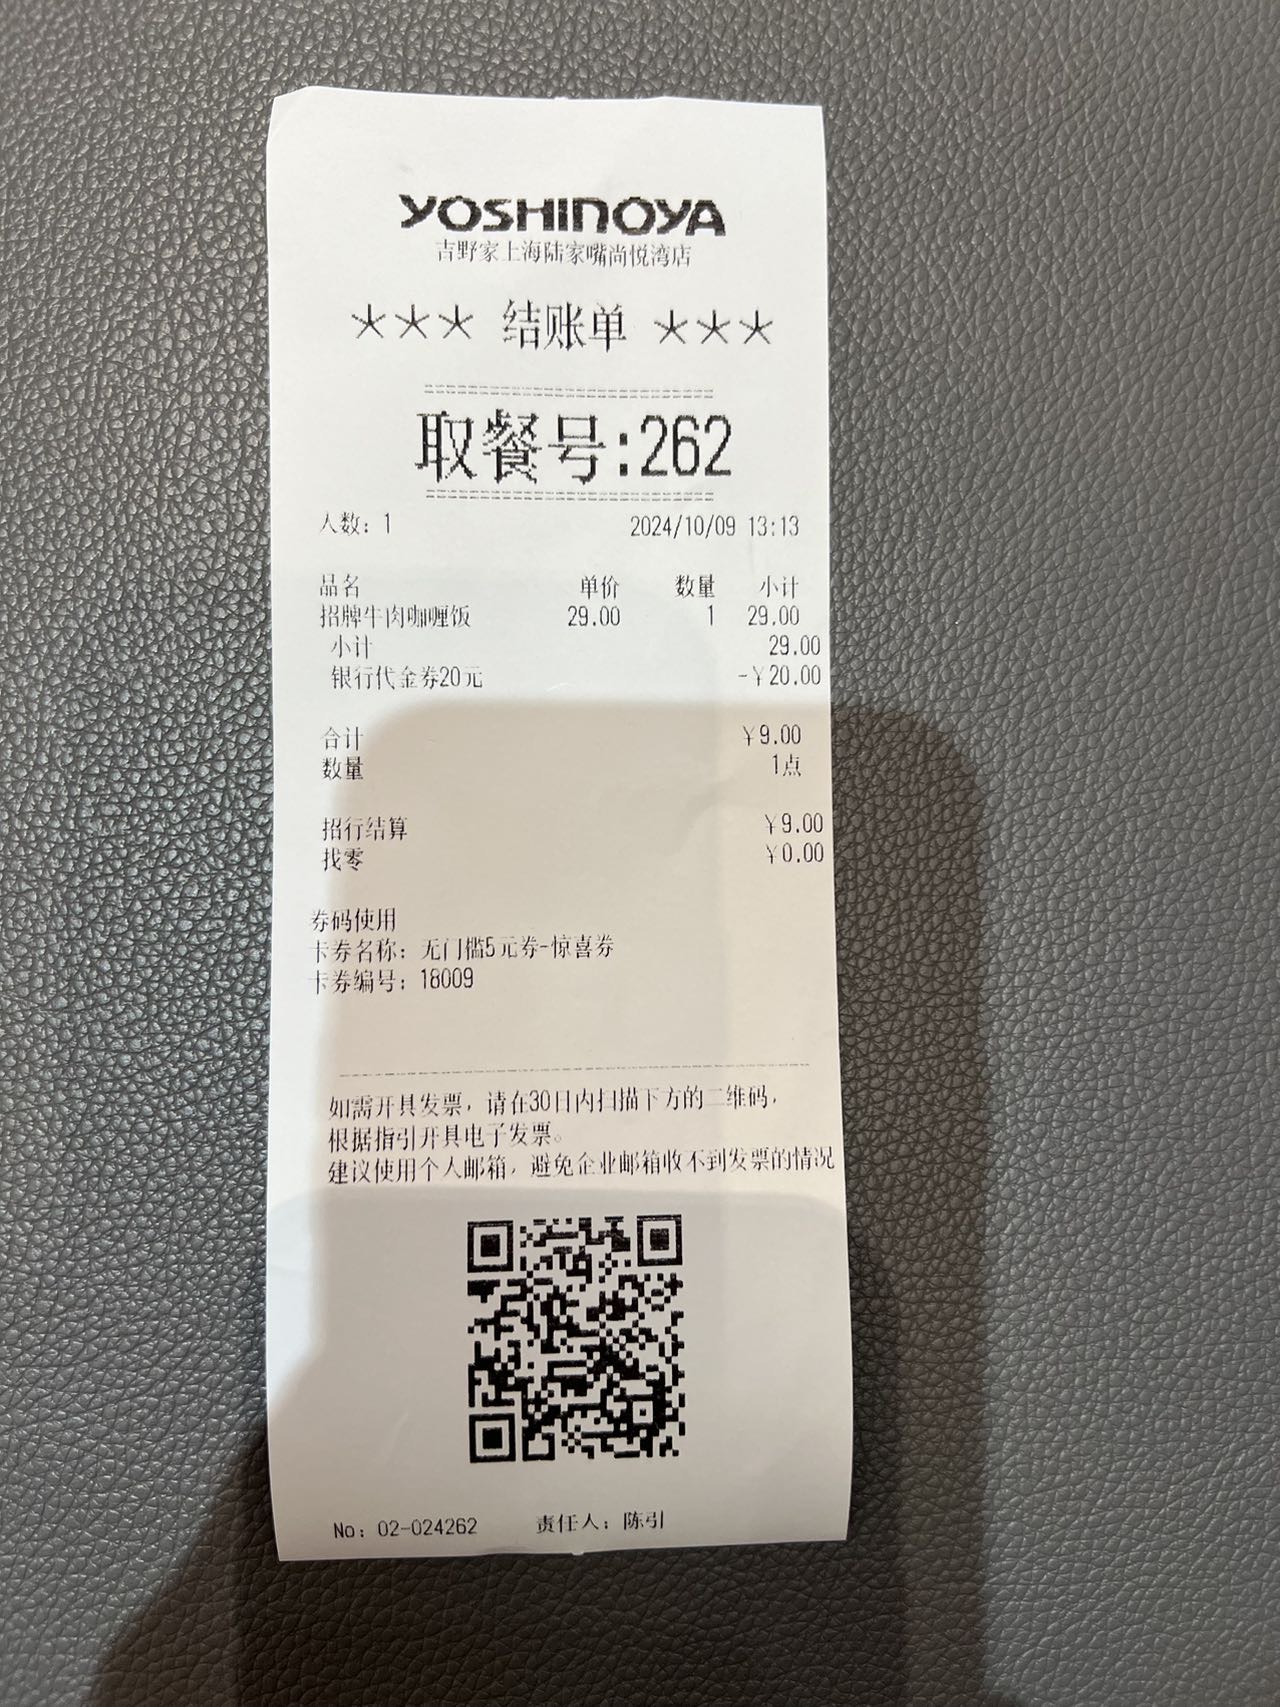 YOSHINOYA
吉野家上海陆家嘴尚悦湾店
*** 结账单 ***
取餐号:262
人数: 1 2024/10/09 13:13
品名 单价 数量 小计
招牌牛肉咖喱饭 29.00 1 29.00
小计 29.00
银行代金券20元 -¥20.00
合计 ¥9.00
数量 1点
招行结算 ¥9.00
找零 ¥0.00
券码使用
卡券名称: 无门槛5元券-惊喜券
卡券编号: 18009
如需开具发票，请在30日内扫描下方的二维码，
根据指引开具电子发票。
建议使用个人邮箱，避免企业邮箱收不到发票的情况
No: 02-024262 责任人: 陈引